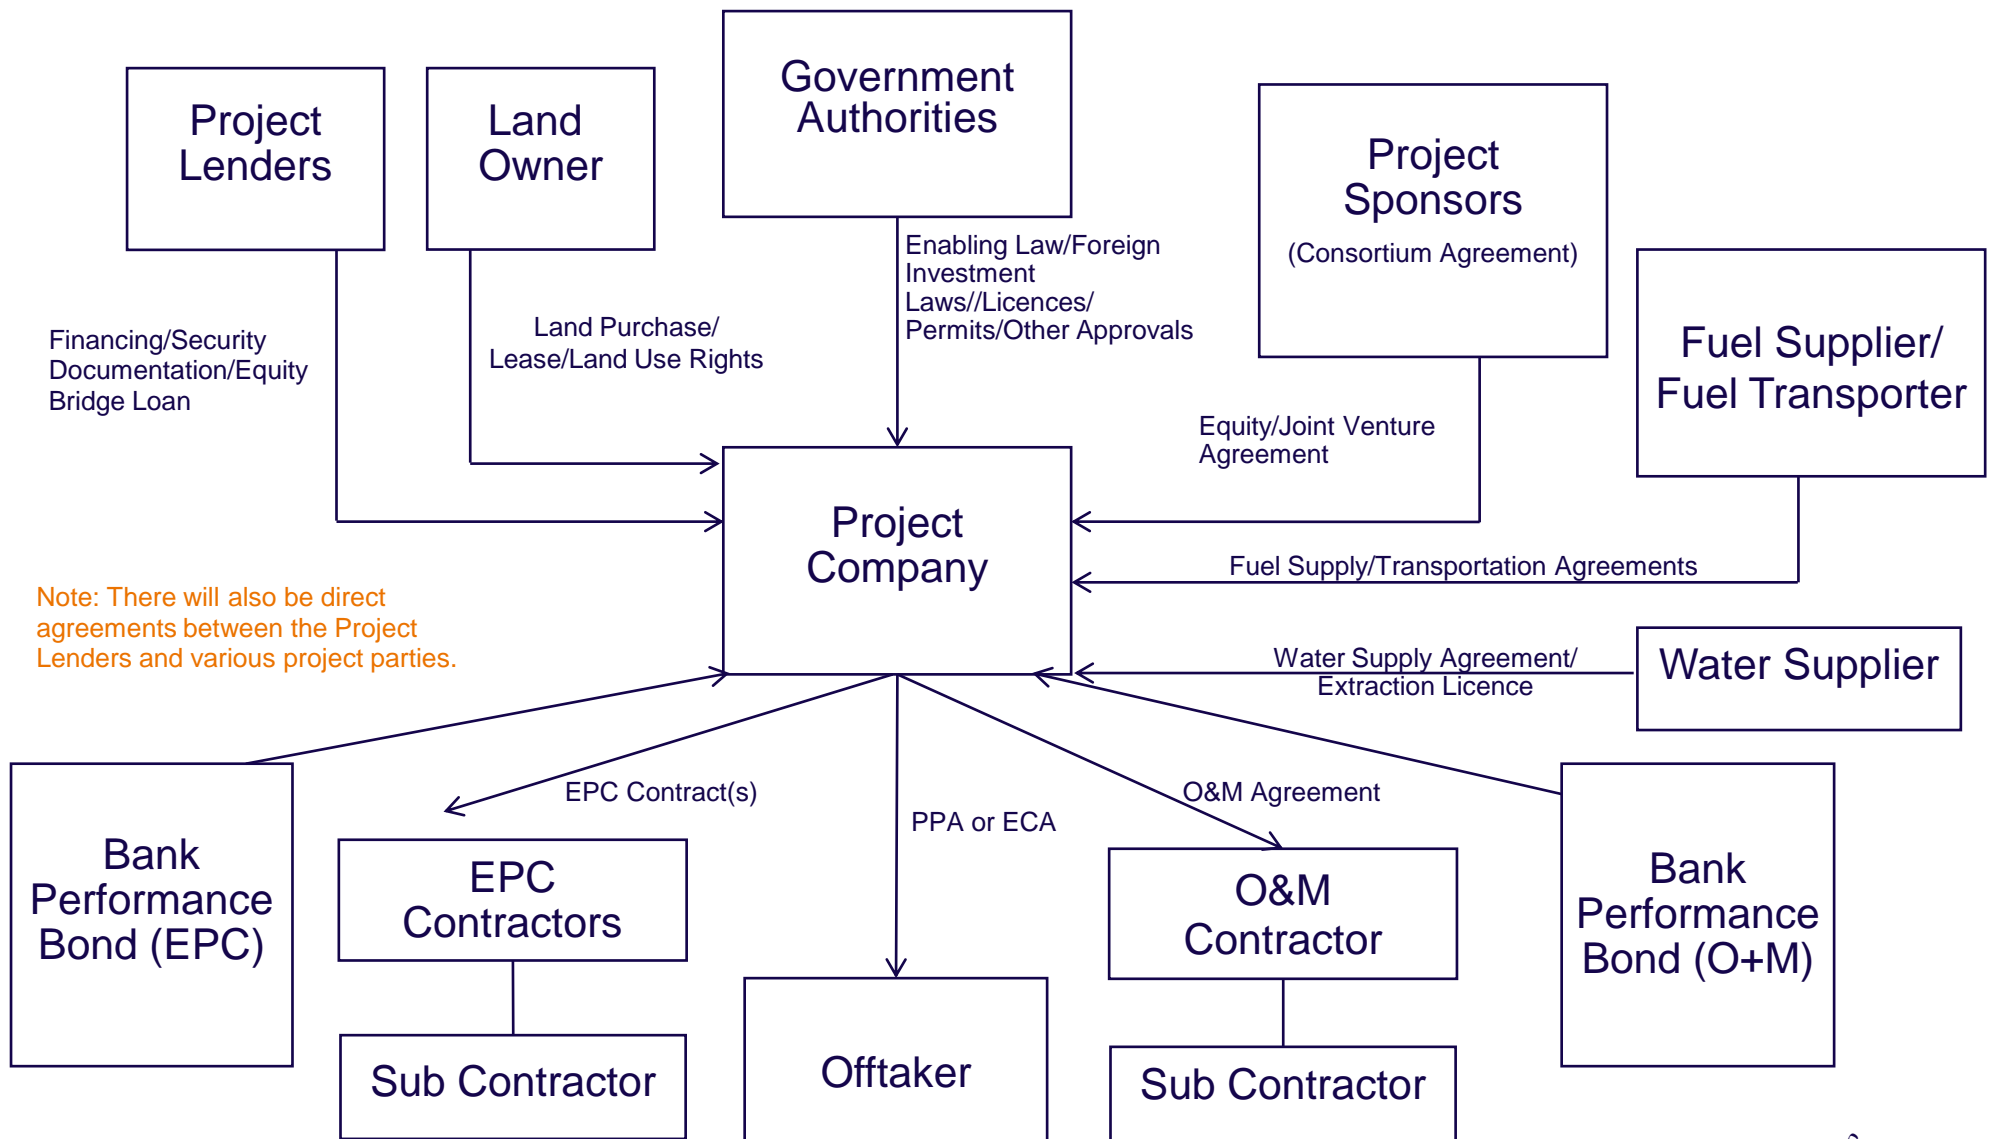 Project
Lenders
Land
Owner
Government
Authorities
Project
Sponsors
(Consortium Agreement)
Fuel Supplier/
Fuel Transporter
Financing/Security
Documentation/Equity
Bridge Loan
Land Purchase/
Lease/Land Use Rights
Enabling Law/Foreign
Investment
Laws//Licences/
Permits/Other Approvals
Equity/Joint Venture
Agreement
Project
Company
Fuel Supply/Transportation Agreements
Note: There will also be direct
agreements between the Project
Lenders and various project parties.
Water Supply Agreement/
Extraction Licence
Water Supplier
EPC Contract(s)
PPA or ECA
O&M Agreement
Bank
Performance
Bond (EPC)
EPC
Contractors
O&M
Contractor
Bank
Performance
Bond (O+M)
Sub Contractor
Offtaker
Sub Contractor